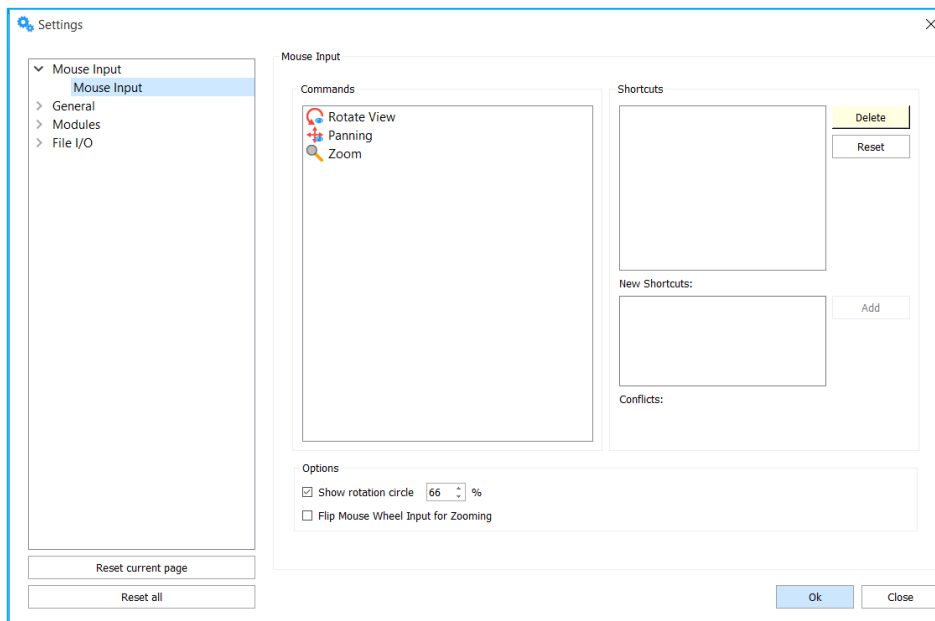 Settings
Mouse Input
Mouse Input
General
Modules
File I/O
Reset current page
Reset all
Mouse Input
Commands
Rotate View
Panning
Zoom
Shortcuts
Delete
Reset
New Shortcuts:
Add
Conflicts:
Options
Show rotation circle 66 %
Flip Mouse Wheel Input for Zooming
Ok
Close